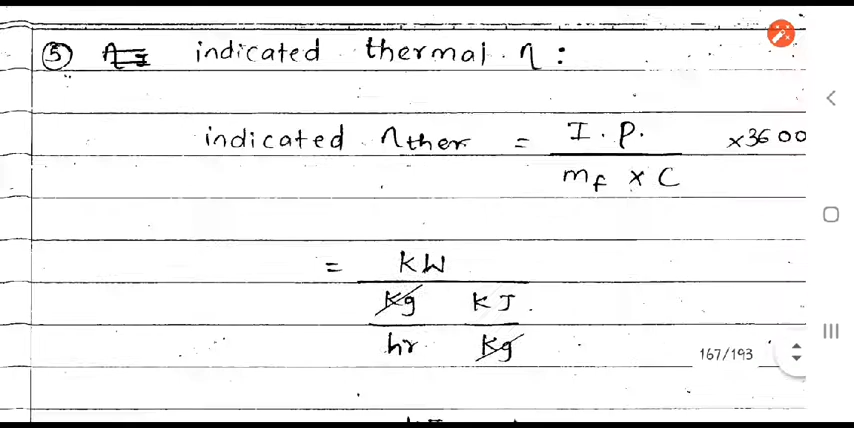 ⑤ indicated thermal η :
indicated ηther = I.P. ×3600
mf × C
= kW
Kg KJ
hr Kg
167/193